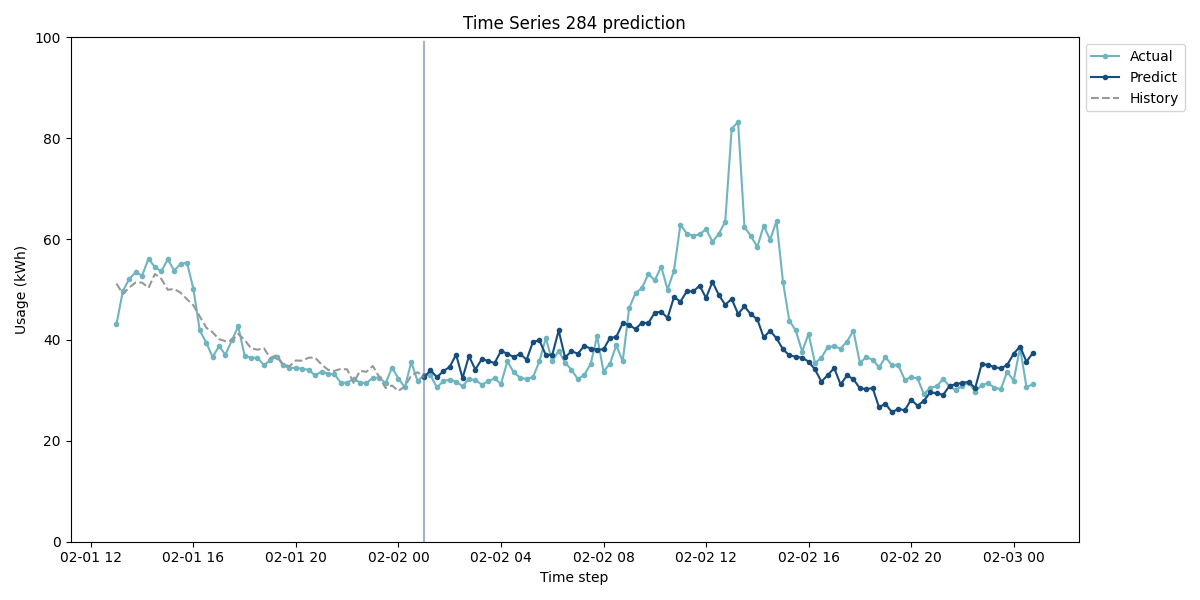 Time Series 284 prediction
Actual
Predict
History
Usage (kWh)
100
80
60
40
20
0
02-01 12
02-01 16
02-01 20
02-02 00
02-02 04
02-02 08
02-02 12
02-02 16
02-02 20
02-03 00
Time step